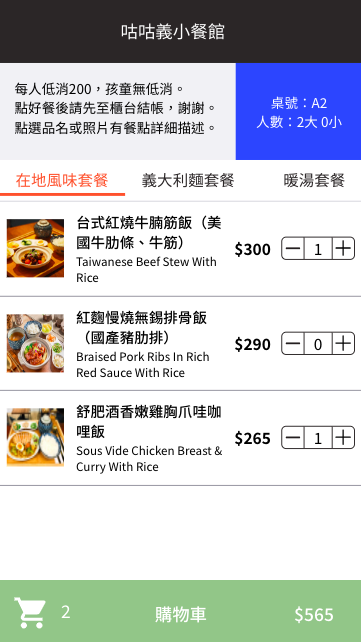 咕咕義小餐館
每人低消200，孩童無低消。
點好餐後請先至櫃台結帳，謝謝。
點選品名或照片有餐點詳細描述。
桌號：A2
人數：2大 0小
在地風味套餐
義大利麵套餐
暖湯套餐
台式紅燒牛腩筋飯（美
國牛肋條、牛筋）
Taiwanese Beef Stew With
Rice
$300
1
紅麴慢燒無錫排骨飯
（國產豬肋排）
Braised Pork Ribs In Rich
Red Sauce With Rice
$290
0
舒肥酒香嫩雞胸爪哇咖
哩飯
Sous Vide Chicken Breast &
Curry With Rice
$265
1
2
購物車
$565